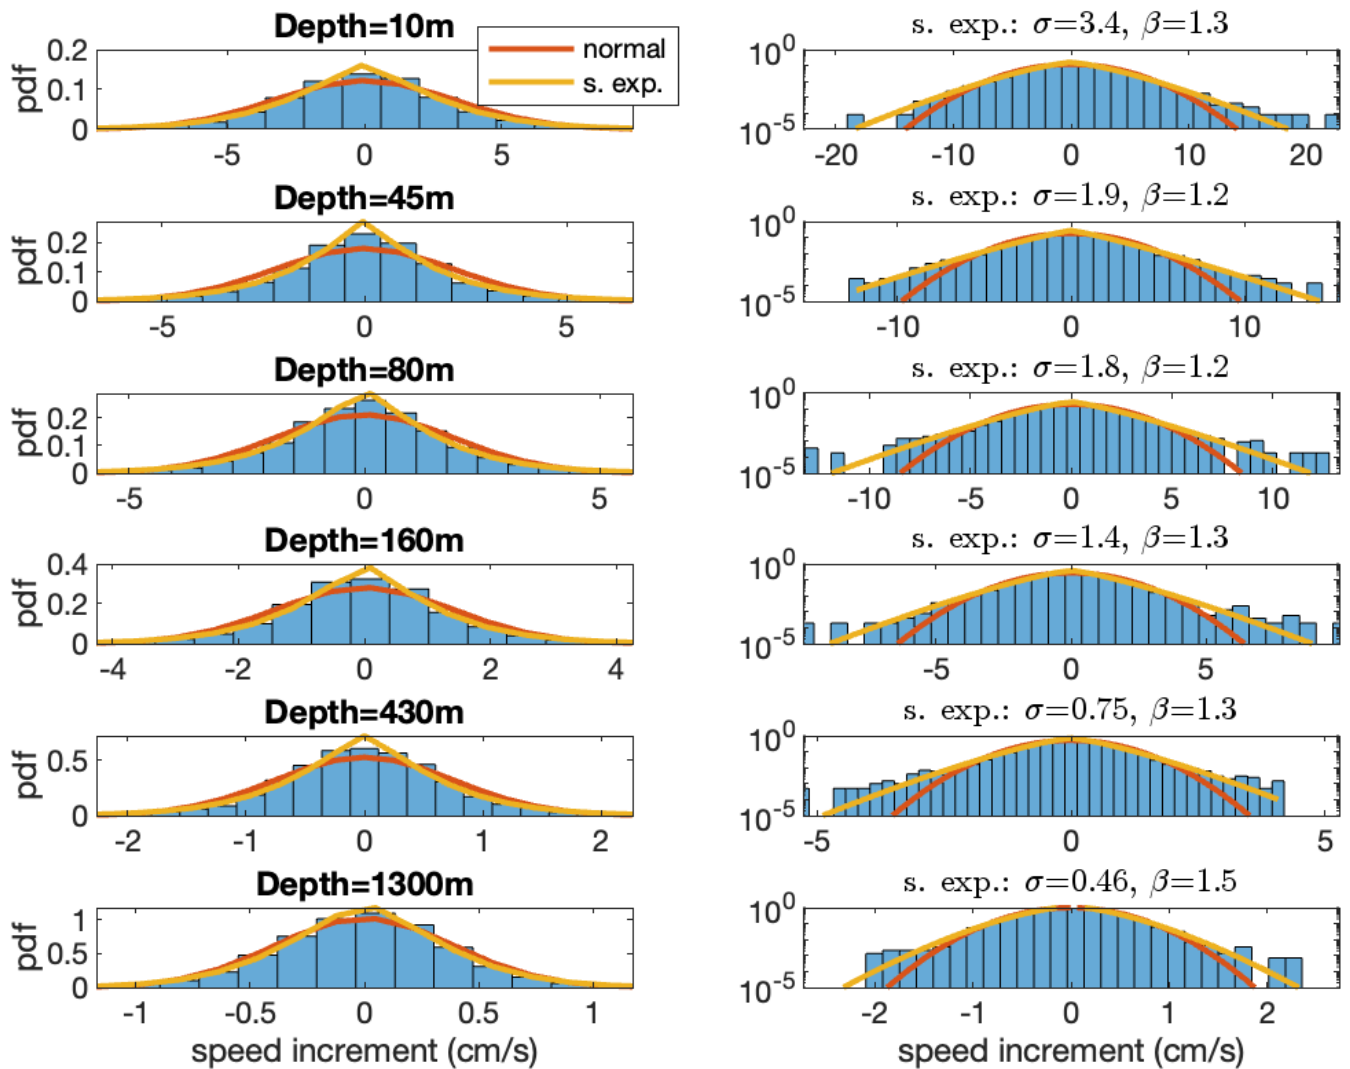 Depth=10m
s. exp.: σ=3.4, β=1.3
normal
s. exp.
pdf
0.2
0.1
0
-5 0 5
10^0
10^-5
-20 -10 0 10 20
Depth=45m
s. exp.: σ=1.9, β=1.2
pdf
0.2
0.1
0
-5 0 5
10^0
10^-5
-10 0 10
Depth=80m
s. exp.: σ=1.8, β=1.2
pdf
0.2
0.1
0
-5 0 5
10^0
10^-5
-10 -5 0 5 10
Depth=160m
s. exp.: σ=1.4, β=1.3
pdf
0.4
0.2
0
-4 -2 0 2 4
10^0
10^-5
-5 0 5
Depth=430m
s. exp.: σ=0.75, β=1.3
pdf
0.5
0
-2 -1 0 1 2
10^0
10^-5
-5 0 5
Depth=1300m
s. exp.: σ=0.46, β=1.5
pdf
1
0.5
0
-1 -0.5 0 0.5 1
10^0
10^-5
-2 -1 0 1 2
speed increment (cm/s)
speed increment (cm/s)